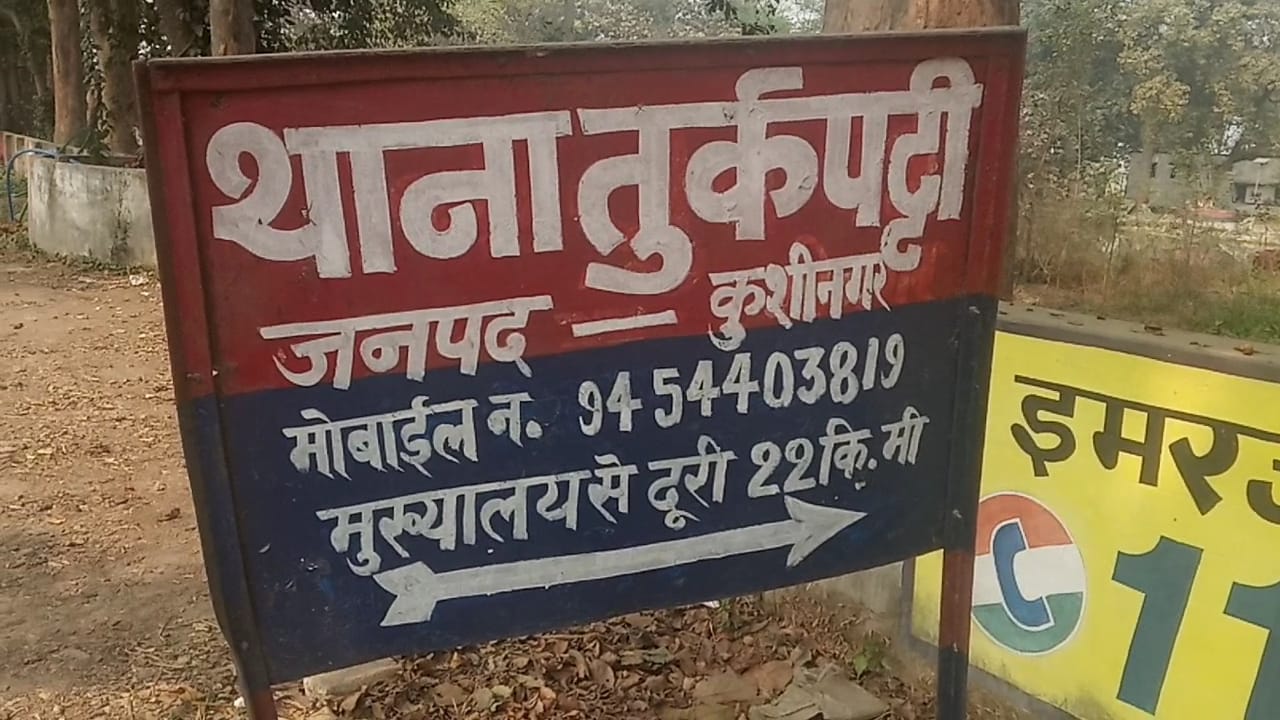 थाना तुर्कपट्टी
जनपद — कुशीनगर
मोबाईल न. 9454403819
मुख्यालय से दूरी 22 कि. मी